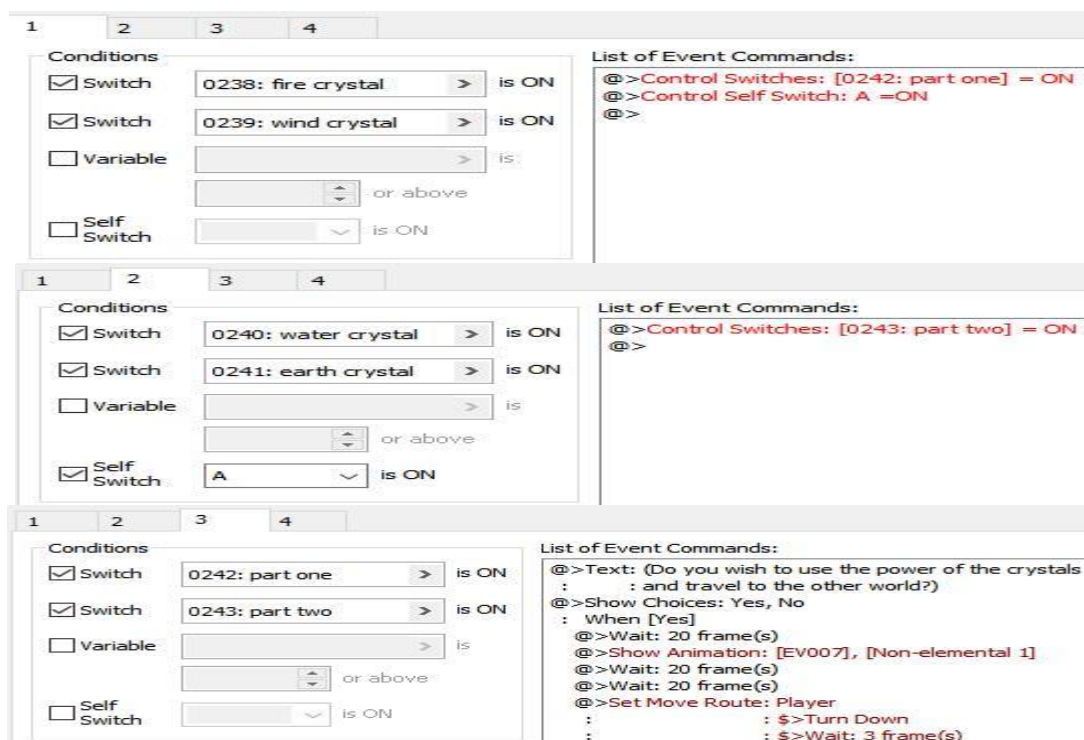 1 2 3 4
Conditions
Switch 0238: fire crystal > is ON
Switch 0239: wind crystal > is ON
Variable > is
or above
Self Switch is ON
List of Event Commands:
@>Control Switches: [0242: part one] = ON
@>Control Self Switch: A =ON
@>
1 2 3 4
Conditions
Switch 0240: water crystal > is ON
Switch 0241: earth crystal > is ON
Variable > is
or above
Self Switch A is ON
List of Event Commands:
@>Control Switches: [0243: part two] = ON
@>
1 2 3 4
Conditions
Switch 0242: part one > is ON
Switch 0243: part two > is ON
Variable > is
or above
Self Switch is ON
List of Event Commands:
@>Text: (Do you wish to use the power of the crystals
: : and travel to the other world?)
@>Show Choices: Yes, No
: When [Yes]
@>Wait: 20 frame(s)
@>Show Animation: [EV007], [Non-elemental 1]
@>Wait: 20 frame(s)
@>Wait: 20 frame(s)
@>Set Move Route: Player
: : $>Turn Down
: : $>Wait: 3 frame(s)